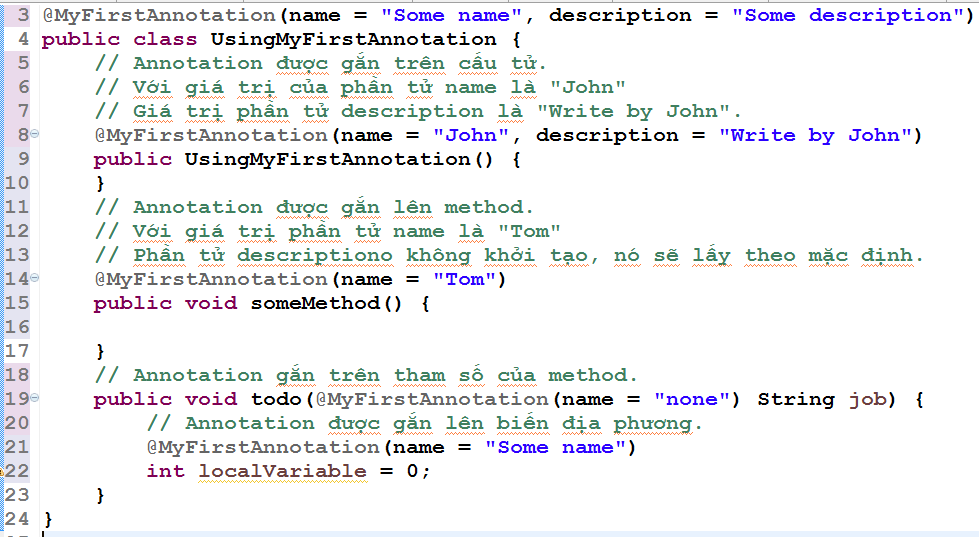 3 @MyFirstAnnotation(name = "Some name", description = "Some description")
4 public class UsingMyFirstAnnotation {
5 // Annotation được gắn trên cấu tử.
6 // Với giá trị của phần tử name là "John"
7 // Giá trị phần tử description là "Write by John".
8 @MyFirstAnnotation(name = "John", description = "Write by John")
9 public UsingMyFirstAnnotation() {
10 }
11 // Annotation được gắn lên method.
12 // Với giá trị phần tử name là "Tom"
13 // Phần tử descriptiono không khởi tạo, nó sẽ lấy theo mặc định.
14 @MyFirstAnnotation(name = "Tom")
15 public void someMethod() {
16
17 }
18 // Annotation gắn trên tham số của method.
19 public void todo(@MyFirstAnnotation(name = "none") String job) {
20 // Annotation được gắn lên biến địa phương.
21 @MyFirstAnnotation(name = "Some name")
22 int localVariable = 0;
23 }
24 }